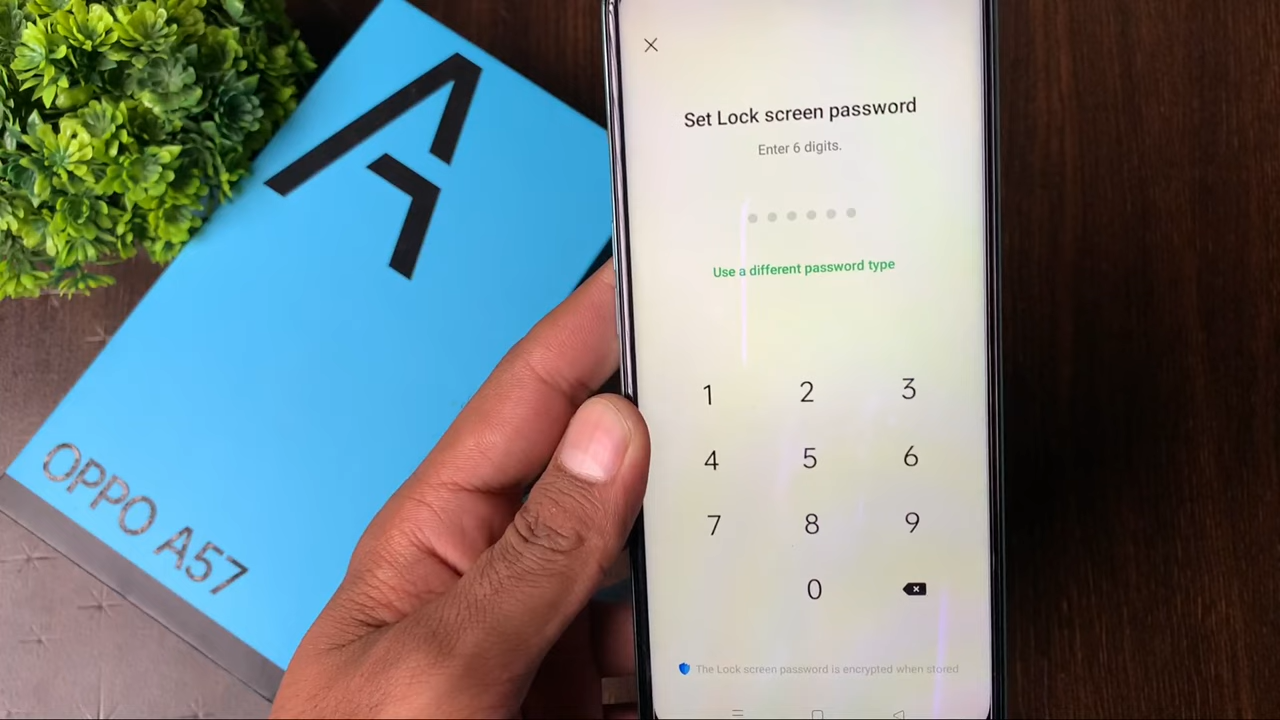 Set Lock screen password
Enter 6 digits.
Use a different password type
1 2 3
4 5 6
7 8 9
0
The Lock screen password is encrypted when stored
A
OPPO A57